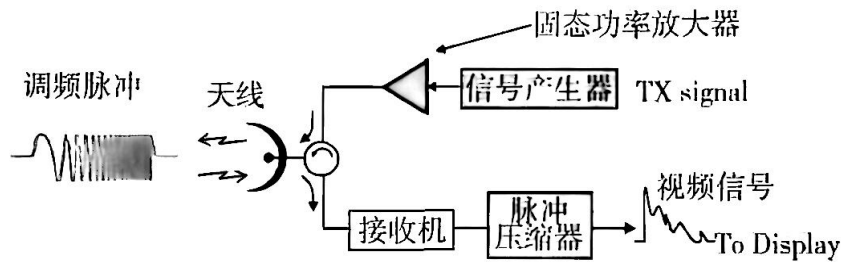 固态功率放大器
调频脉冲
天线
信号产生器
TX signal
视频信号
接收机
脉冲
压缩器
To Display